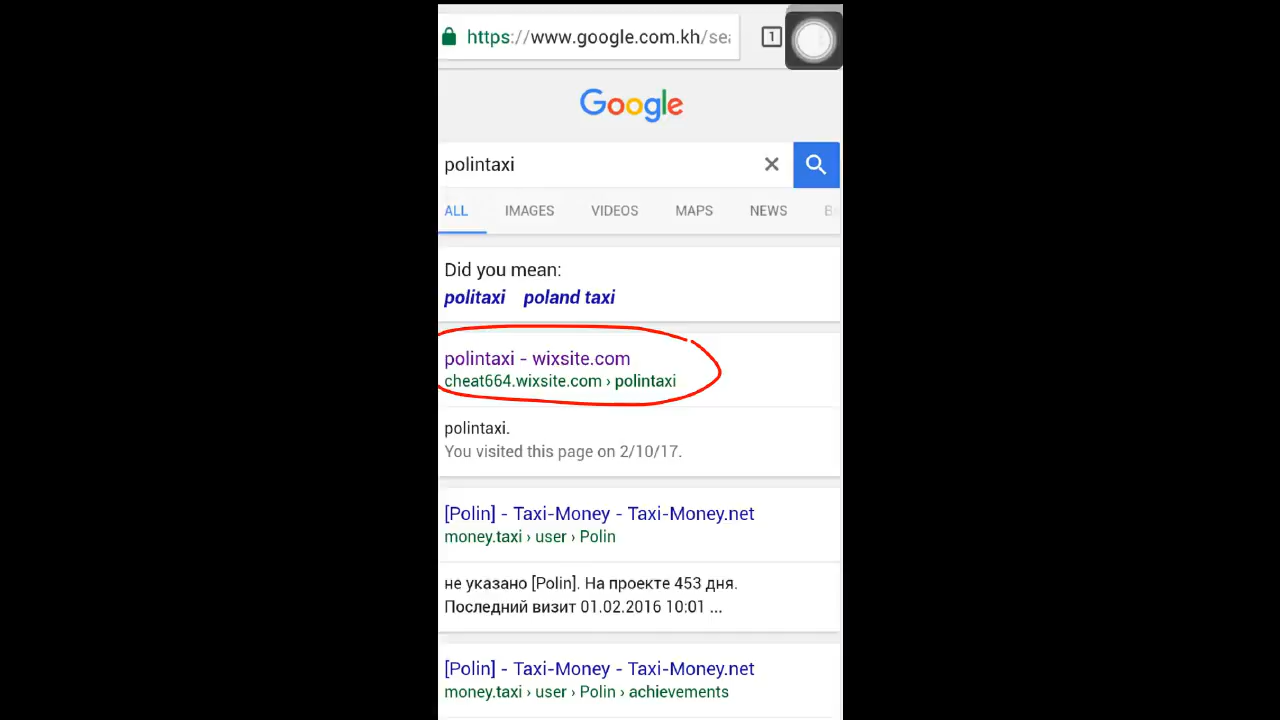 https://www.google.com.kh/sea
1
Google
polintaxi
ALL IMAGES VIDEOS MAPS NEWS
Did you mean:
politaxi poland taxi
polintaxi - wixsite.com
cheat664.wixsite.com › polintaxi
polintaxi.
You visited this page on 2/10/17.
[Polin] - Taxi-Money - Taxi-Money.net
money.taxi › user › Polin
не указано [Polin]. На проекте 453 дня.
Последний визит 01.02.2016 10:01 ...
[Polin] - Taxi-Money - Taxi-Money.net
money.taxi › user › Polin › achievements